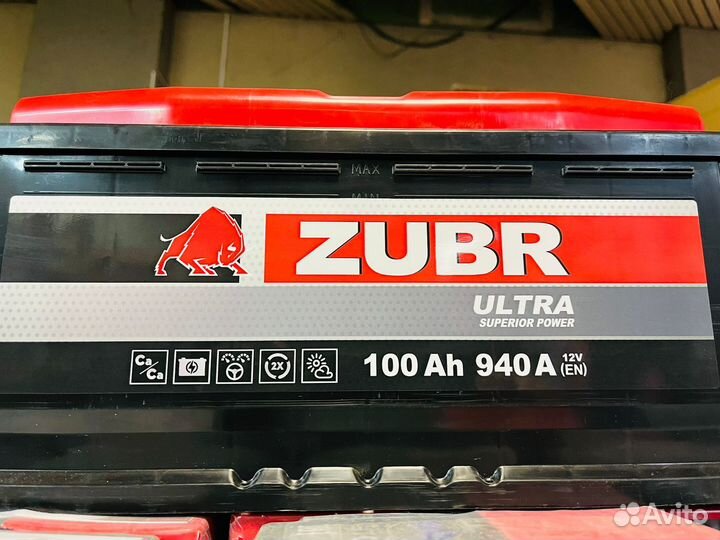 MAX
MIN
ZUBR
ULTRA
SUPERIOR POWER
Ca/Ca
2X
100 Ah 940 A 12V (EN)
Avito